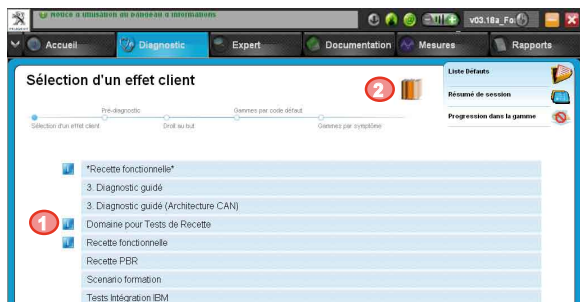 Notice d'utilisation du bandeau d'informations
v03.18a_Fo
Accueil
Diagnostic
Expert
Documentation
Mesures
Rapports
Sélection d'un effet client
2
Liste Défauts
Résumé de session
Progression dans la gamme
Pré-diagnostic
Gammes par code défaut
Sélection d'un effet client
Droit au but
Gammes par symptôme
*Recette fonctionnelle*
3. Diagnostic guidé
3. Diagnostic guidé (Architecture CAN)
1
Domaine pour Tests de Recette
Recette fonctionnelle
Recette PBR
Scenario formation
Tests Intégration IBM